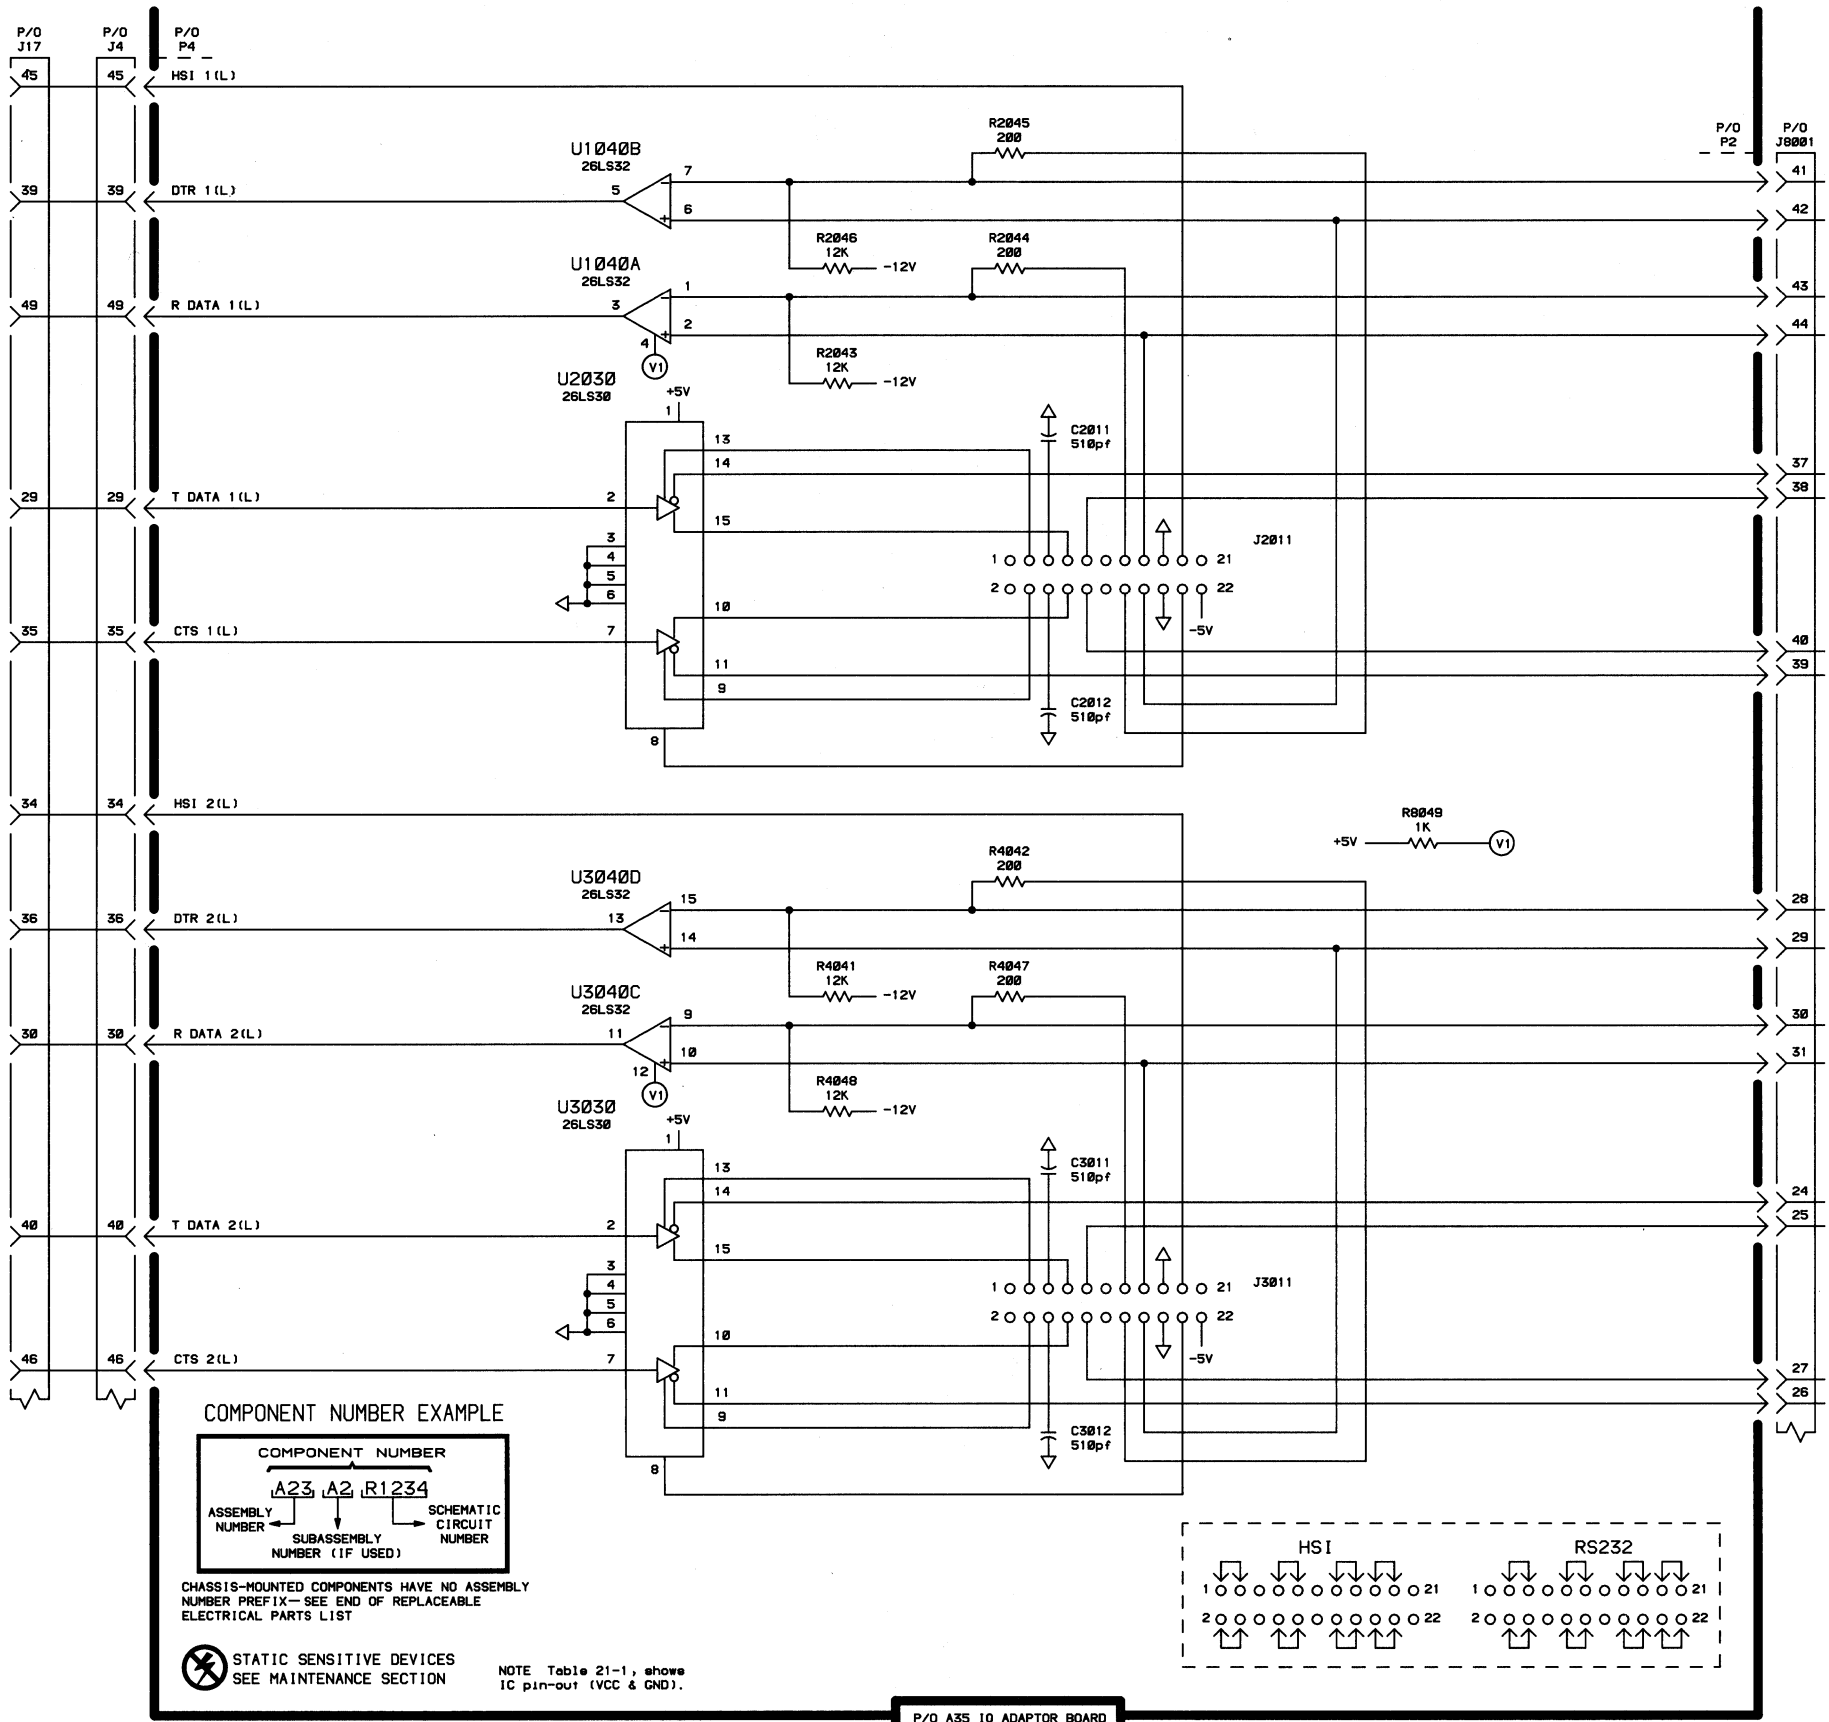 P/O
J17
P/O
J4
P/O
P4
45
45
HSI 1(L)
R2045
200
P/O
P2
P/O
J8001
U1040B
26LS32
7
41
39
39
DTR 1(L)
5
6
42
R2046
12K
-12V
R2044
200
U1040A
26LS32
1
43
49
49
R DATA 1(L)
3
2
44
4
V1
R2043
12K
-12V
U2030
26LS30
+5V
1
C2011
510pf
13
14
37
29
29
T DATA 1(L)
2
38
15
3
4
5
6
J2011
1
21
2
22
10
-5V
35
35
CTS 1(L)
7
40
11
39
9
C2012
510pf
8
34
34
HSI 2(L)
R8049
1K
+5V
V1
R4042
200
U3040D
26LS32
15
28
36
36
DTR 2(L)
13
14
29
R4041
12K
-12V
R4047
200
U3040C
26LS32
9
30
30
30
R DATA 2(L)
11
10
31
12
V1
R4048
12K
-12V
U3030
26LS30
+5V
1
C3011
510pf
13
14
24
40
40
T DATA 2(L)
2
25
15
3
4
5
6
J3011
1
21
2
22
10
-5V
46
46
CTS 2(L)
7
27
11
26
9
C3012
510pf
8
COMPONENT NUMBER EXAMPLE
COMPONENT NUMBER
A23 A2 R1234
ASSEMBLY
NUMBER
SUBASSEMBLY
NUMBER (IF USED)
SCHEMATIC
CIRCUIT
NUMBER
CHASSIS-MOUNTED COMPONENTS HAVE NO ASSEMBLY
NUMBER PREFIX—SEE END OF REPLACEABLE
ELECTRICAL PARTS LIST
STATIC SENSITIVE DEVICES
SEE MAINTENANCE SECTION
NOTE Table 21-1, shows
IC pin-out (VCC & GND).
HSI
1
21
2
22
RS232
1
21
2
22
P/O A35 IO ADAPTOR BOARD